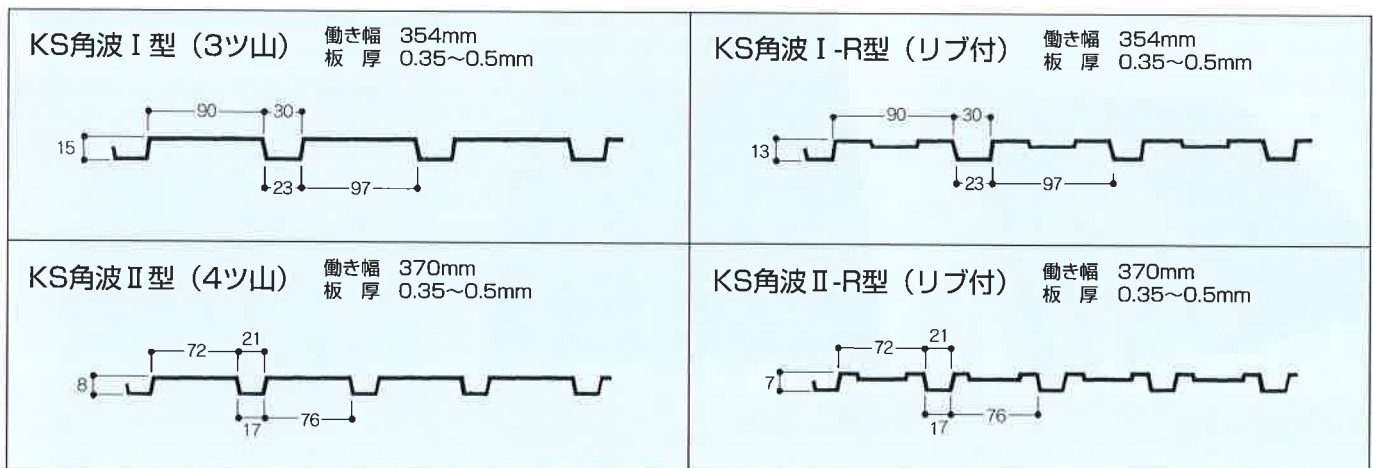 KS角波Ⅰ型（3ツ山） 働き幅 354mm
板 厚 0.35～0.5mm
90 30
15
23 97
KS角波Ⅰ-R型（リブ付） 働き幅 354mm
板 厚 0.35～0.5mm
90 30
13
23 97
KS角波Ⅱ型（4ツ山） 働き幅 370mm
板 厚 0.35～0.5mm
72 21
8
17 76
KS角波Ⅱ-R型（リブ付） 働き幅 370mm
板 厚 0.35～0.5mm
72 21
7
17 76